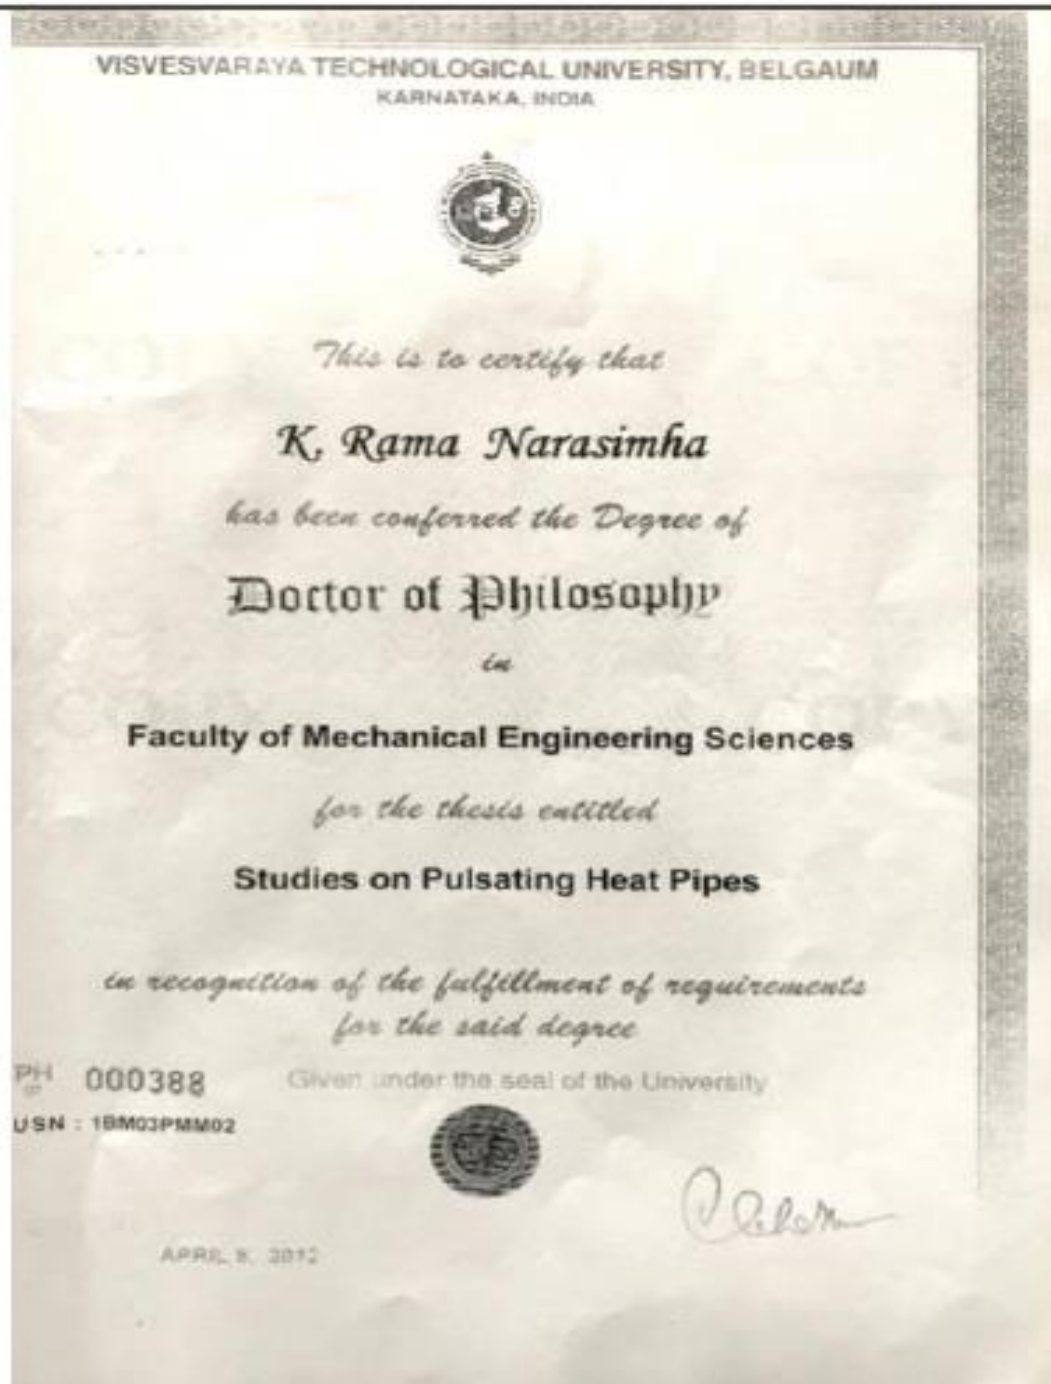 VISVESVARAYA TECHNOLOGICAL UNIVERSITY, BELGAUM
KARNATAKA, INDIA
This is to certify that
K. Rama Narasimha
has been conferred the Degree of
Doctor of Philosophy
in
Faculty of Mechanical Engineering Sciences
for the thesis entitled
Studies on Pulsating Heat Pipes
in recognition of the fulfillment of requirements
for the said degree
PH 000388 Given under the seal of the University
USN : 1BM03PMM02
APRIL 8, 2012